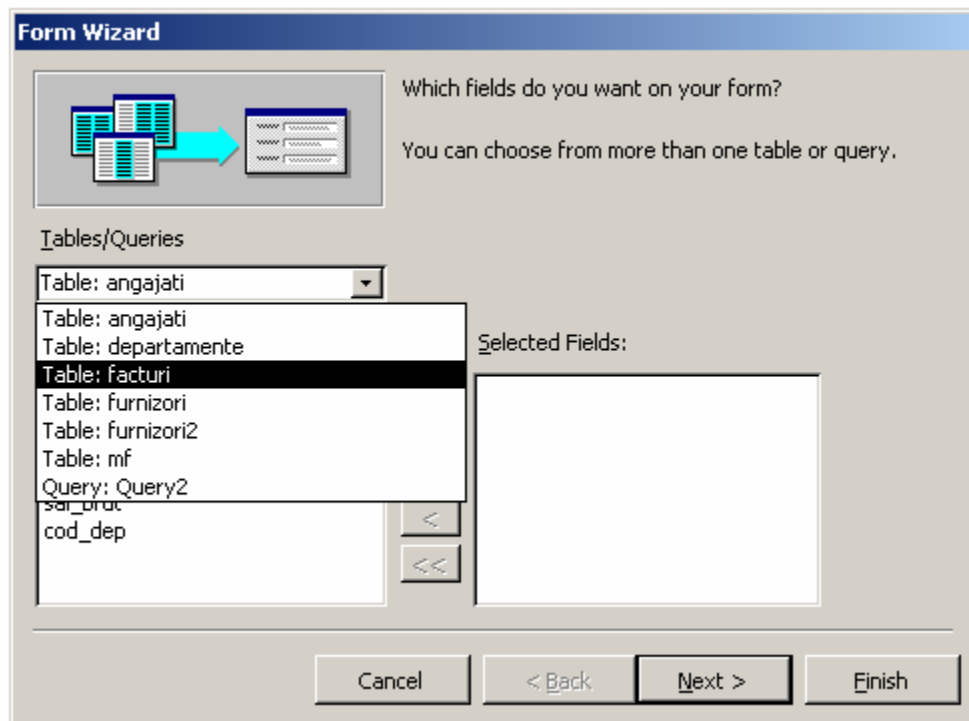 Form Wizard
Which fields do you want on your form?
You can choose from more than one table or query.
Tables/Queries
Table: angajati
Table: angajati
Table: departamente
Table: facturi
Table: furnizori
Table: furnizori2
Table: mf
Query: Query2
sal_brut
cod_dep
Selected Fields:
<
<<
Cancel
< Back
Next >
Finish